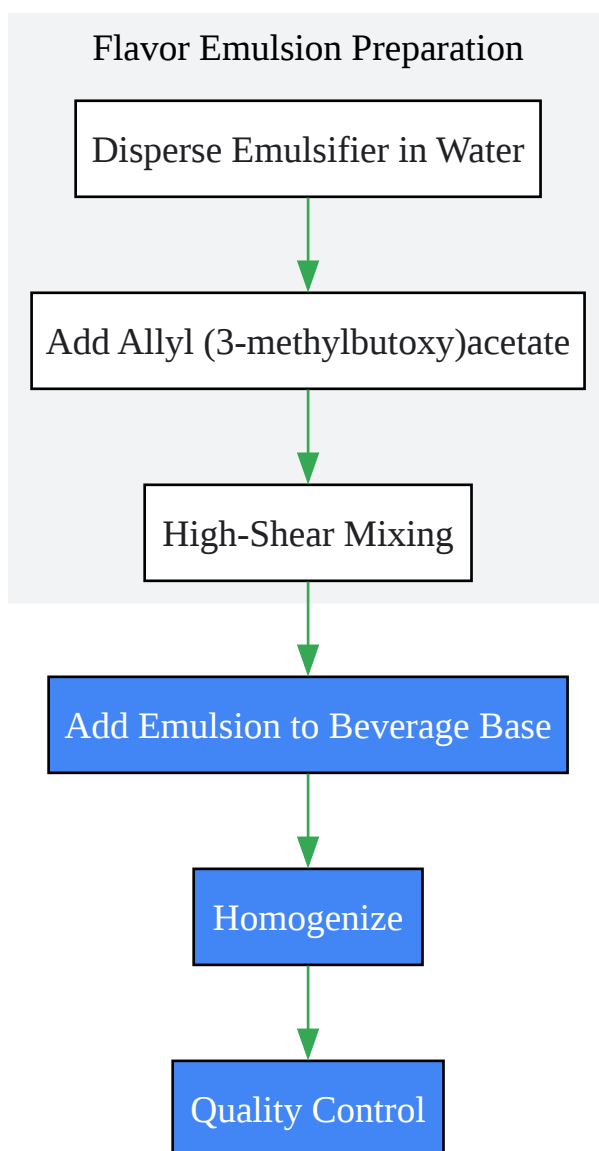 Flavor Emulsion Preparation
Disperse Emulsifier in Water
Add Allyl (3-methylbutoxy)acetate
High-Shear Mixing
Add Emulsion to Beverage Base
Homogenize
Quality Control